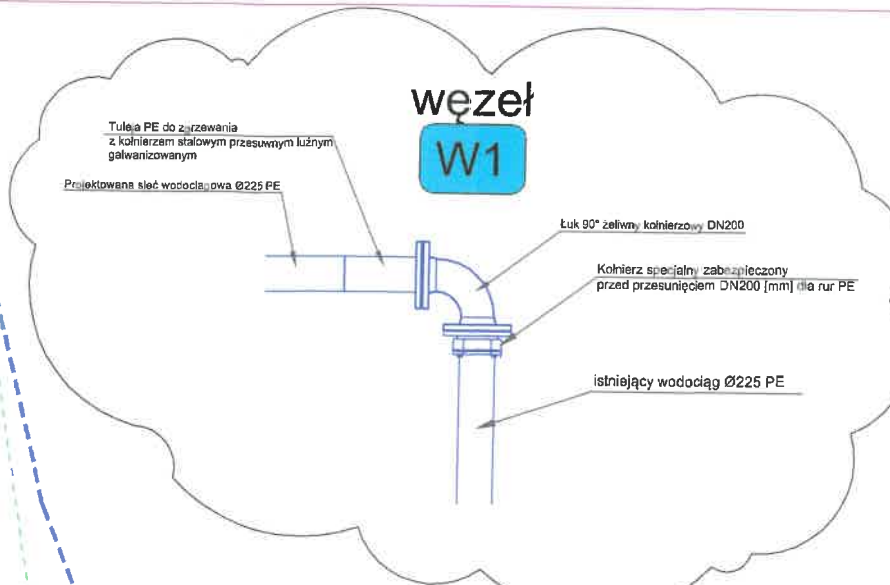 węzeł
W1
Tuleja PE do zgrzewania
z kołnierzem stalowym przesuwnym luźnym
galwanizowanym
Projektowana sieć wodociągowa Ø225 PE
Łuk 90° żeliwny kołnierzowy DN200
Kołnierz specjalny zabezpieczony
przed przesunięciem DN200 [mm] dla rur PE
istniejący wodociąg Ø225 PE